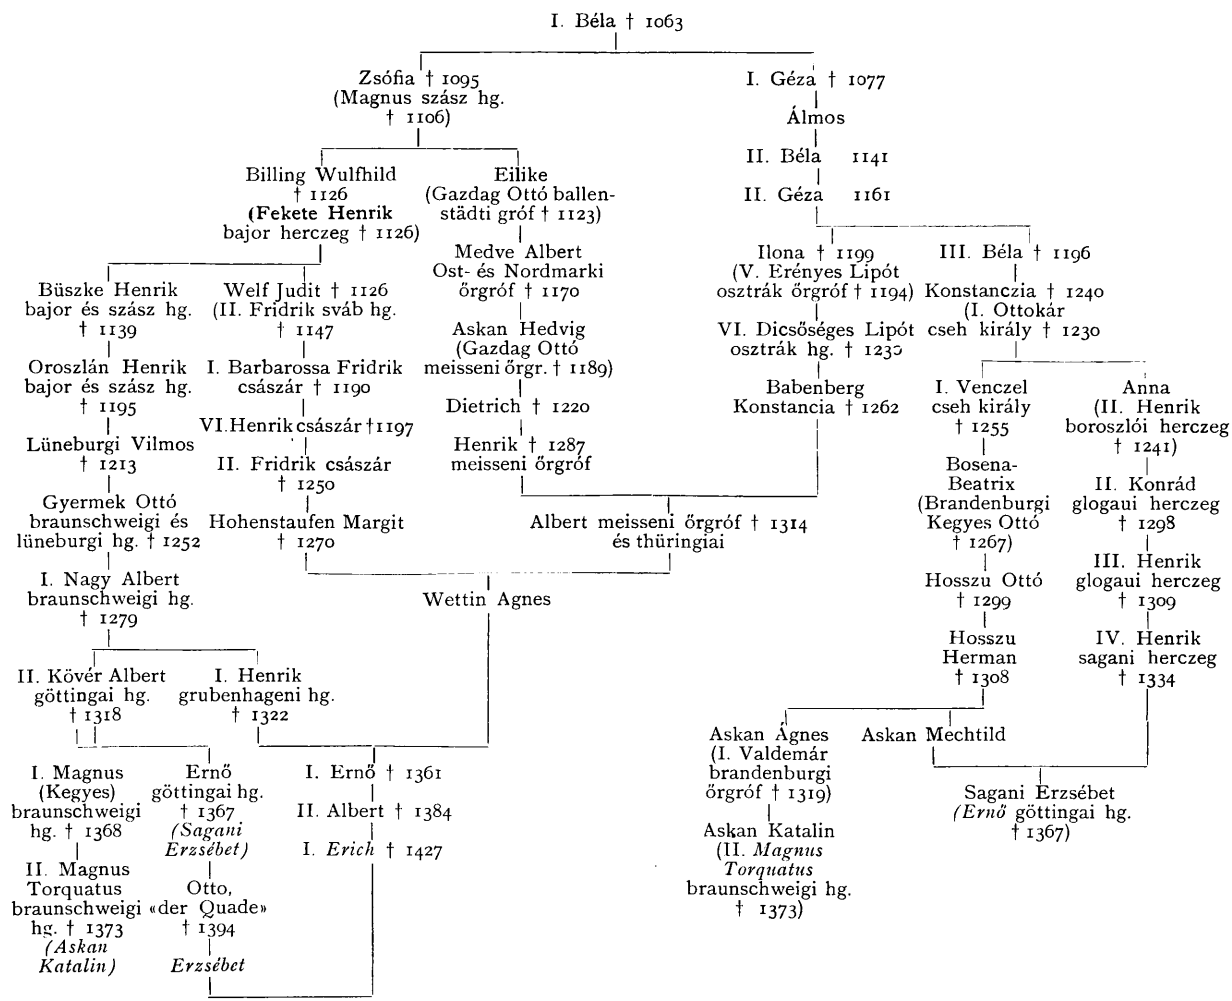 I. Béla † 1063
Zsófia † 1095
(Magnus szász hg.
† 1106)
I. Géza † 1077
Álmos
II. Béla 1141
II. Géza 1161
Billing Wulfhild
† 1126
(Fekete Henrik
bajor herczeg † 1126)
Eilike
(Gazdag Ottó ballen-
städti gróf † 1123)
Medve Albert
Ost- és Nordmarki
őrgróf † 1170
Askan Hedvig
(Gazdag Ottó
meisseni őrgr. † 1189)
Dietrich † 1220
Henrik † 1287
meisseni őrgróf
Ilona † 1199
(V. Erényes Lipót
osztrák őrgróf † 1194)
VI. Dicsőséges Lipót
osztrák hg. † 1230
Babenberg
Konstancia † 1262
III. Béla † 1196
Konstanczia † 1240
(I. Ottokár
cseh király † 1230
Büszke Henrik
bajor és szász hg.
† 1139
Oroszlán Henrik
bajor és szász hg.
† 1195
Lüneburgi Vilmos
† 1213
Gyermek Ottó
braunschweigi és
lüneburgi hg. † 1252
I. Nagy Albert
braunschweigi hg.
† 1279
Welf Judit † 1126
(II. Fridrik sváb hg.
† 1147
I. Barbarossa Fridrik
császár † 1190
VI. Henrik császár † 1197
II. Fridrik császár
† 1250
Hohenstaufen Margit
† 1270
Albert meisseni őrgróf † 1314
és thüringiai
Wettin Agnes
I. Venczel
cseh király
† 1255
Bosena-
Beatrix
(Brandenburgi
Kegyes Ottó
† 1267)
Hosszu Ottó
† 1299
Hosszu
Herman
† 1308
Anna
(II. Henrik
boroszlói herczeg
† 1241)
II. Konrád
glogaui herczeg
† 1298
III. Henrik
glogaui herczeg
† 1309
IV. Henrik
sagani herczeg
† 1334
II. Kövér Albert
göttingai hg.
† 1318
I. Henrik
grubenhageni hg.
† 1322
I. Magnus
(Kegyes)
braunschweigi
hg. † 1368
II. Magnus
Torquatus
braunschweigi
hg. † 1373
(Askan
Katalin)
Ernő
göttingai hg.
† 1367
(Sagani
Erzsébet)
Otto,
«der Quade»
† 1394
Erzsébet
I. Ernő † 1361
II. Albert † 1384
I. Erich † 1427
Askan Ágnes
(I. Valdemár
brandenburgi
őrgróf † 1319)
Askan Katalin
(II. Magnus
Torquatus
braunschweigi hg.
† 1373)
Askan Mechtild
Sagani Erzsébet
(Ernő göttingai hg.
† 1367)